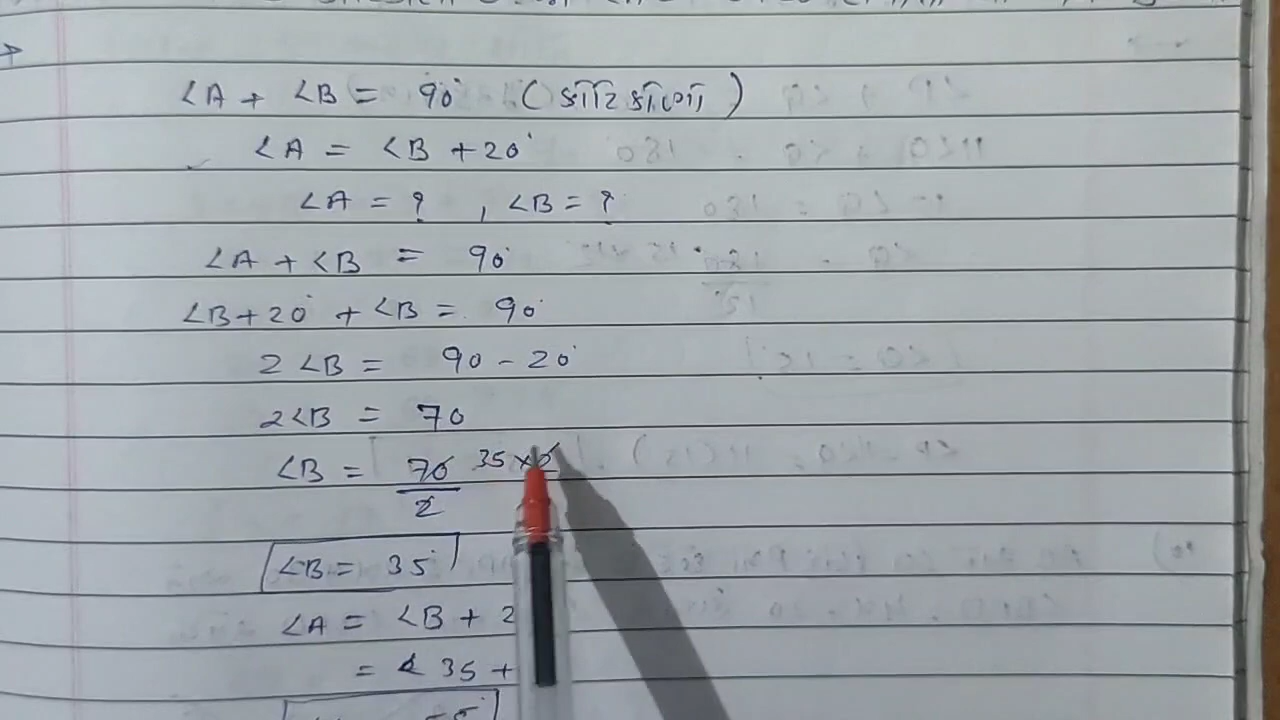 ∠A + ∠B = 90° (કોટિકોણો)
∠A = ∠B + 20°
∠A = ? , ∠B = ?
∠A + ∠B = 90°
∠B + 20° + ∠B = 90°
2 ∠B = 90 - 20°
2∠B = 70
∠B = 70/2 35 × 2
∠B = 35°
∠A = ∠B + 2
= 35 +